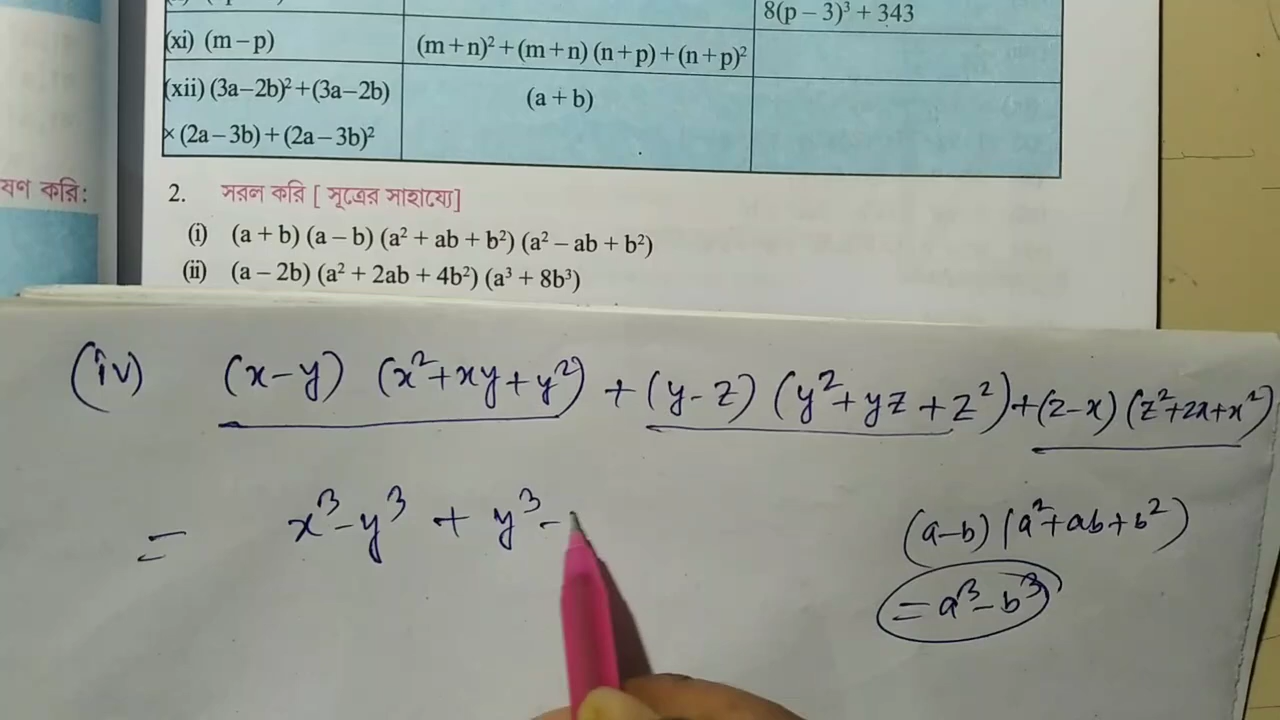 8(p – 3)³ + 343
(xi) (m – p) (m + n)² + (m + n) (n + p) + (n + p)²
(xii) (3a – 2b)² + (3a – 2b) (a + b)
× (2a – 3b) + (2a – 3b)²
ষণ করি:
2. সরল করি [ সূত্রের সাহায্যে]
(i) (a + b) (a – b) (a² + ab + b²) (a² – ab + b²)
(ii) (a – 2b) (a² + 2ab + 4b²) (a³ + 8b³)
(iv) (x-y) (x²+xy+y²) + (y-z) (y²+yz+z²)+(z-x) (z²+zx+x²)
= x³-y³ + y³-
(a-b) (a²+ab+b²)
= a³-b³